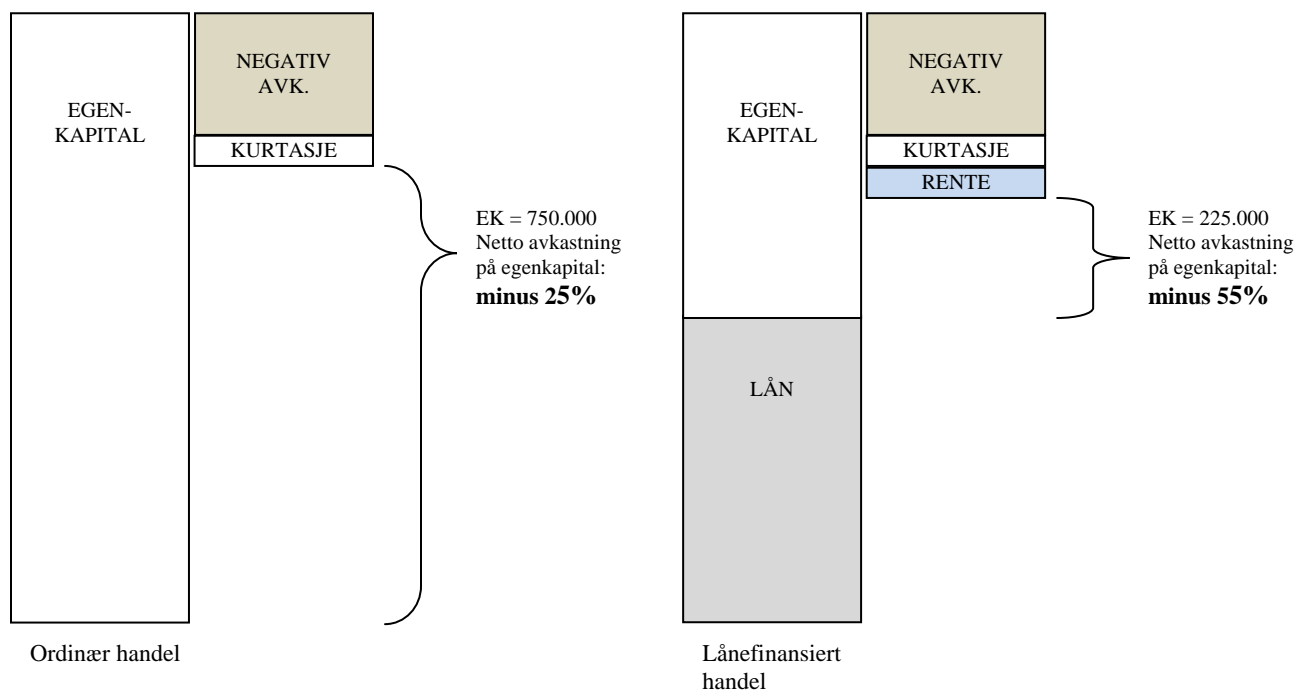 EGEN-
KAPITAL
NEGATIV
AVK.
KURTASJE
EK = 750.000
Netto avkastning
på egenkapital:
minus 25%
Ordinær handel
EGEN-
KAPITAL
LÅN
NEGATIV
AVK.
KURTASJE
RENTE
EK = 225.000
Netto avkastning
på egenkapital:
minus 55%
Lånefinansiert
handel